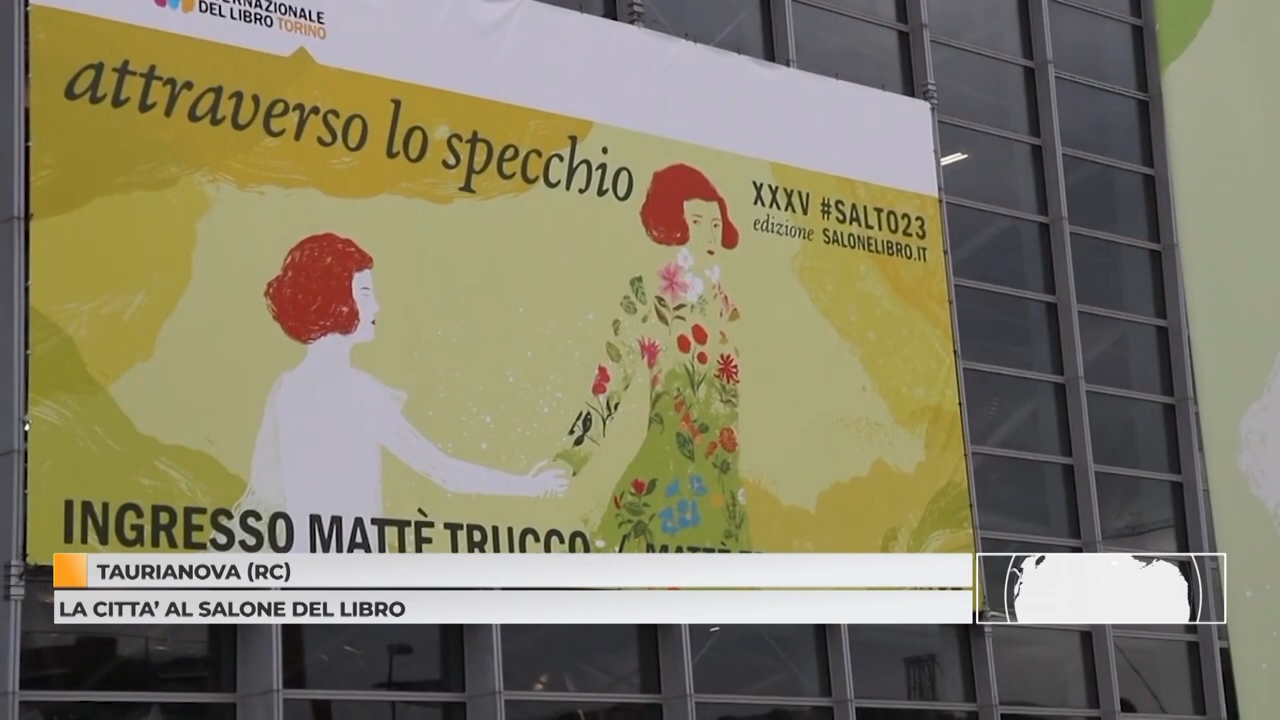 DEL LIBRO TORINO
attraverso lo specchio
XXXV #SALTO23
edizione SALONELIBRO.IT
INGRESSO MATTÈ TRUCCO
TAURIANOVA (RC)
LA CITTA' AL SALONE DEL LIBRO